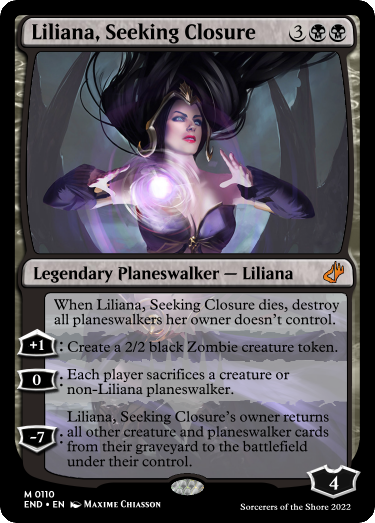 Liliana, Seeking Closure 3
Legendary Planeswalker — Liliana
When Liliana, Seeking Closure dies, destroy
all planeswalkers her owner doesn't control.
+1: Create a 2/2 black Zombie creature token.
0: Each player sacrifices a creature or
non-Liliana planeswalker.
-7: Liliana, Seeking Closure's owner returns
all other creature and planeswalker cards
from their graveyard to the battlefield
under their control.
4
M 0110
END • EN Maxime Chiasson
Sorcerers of the Shore 2022